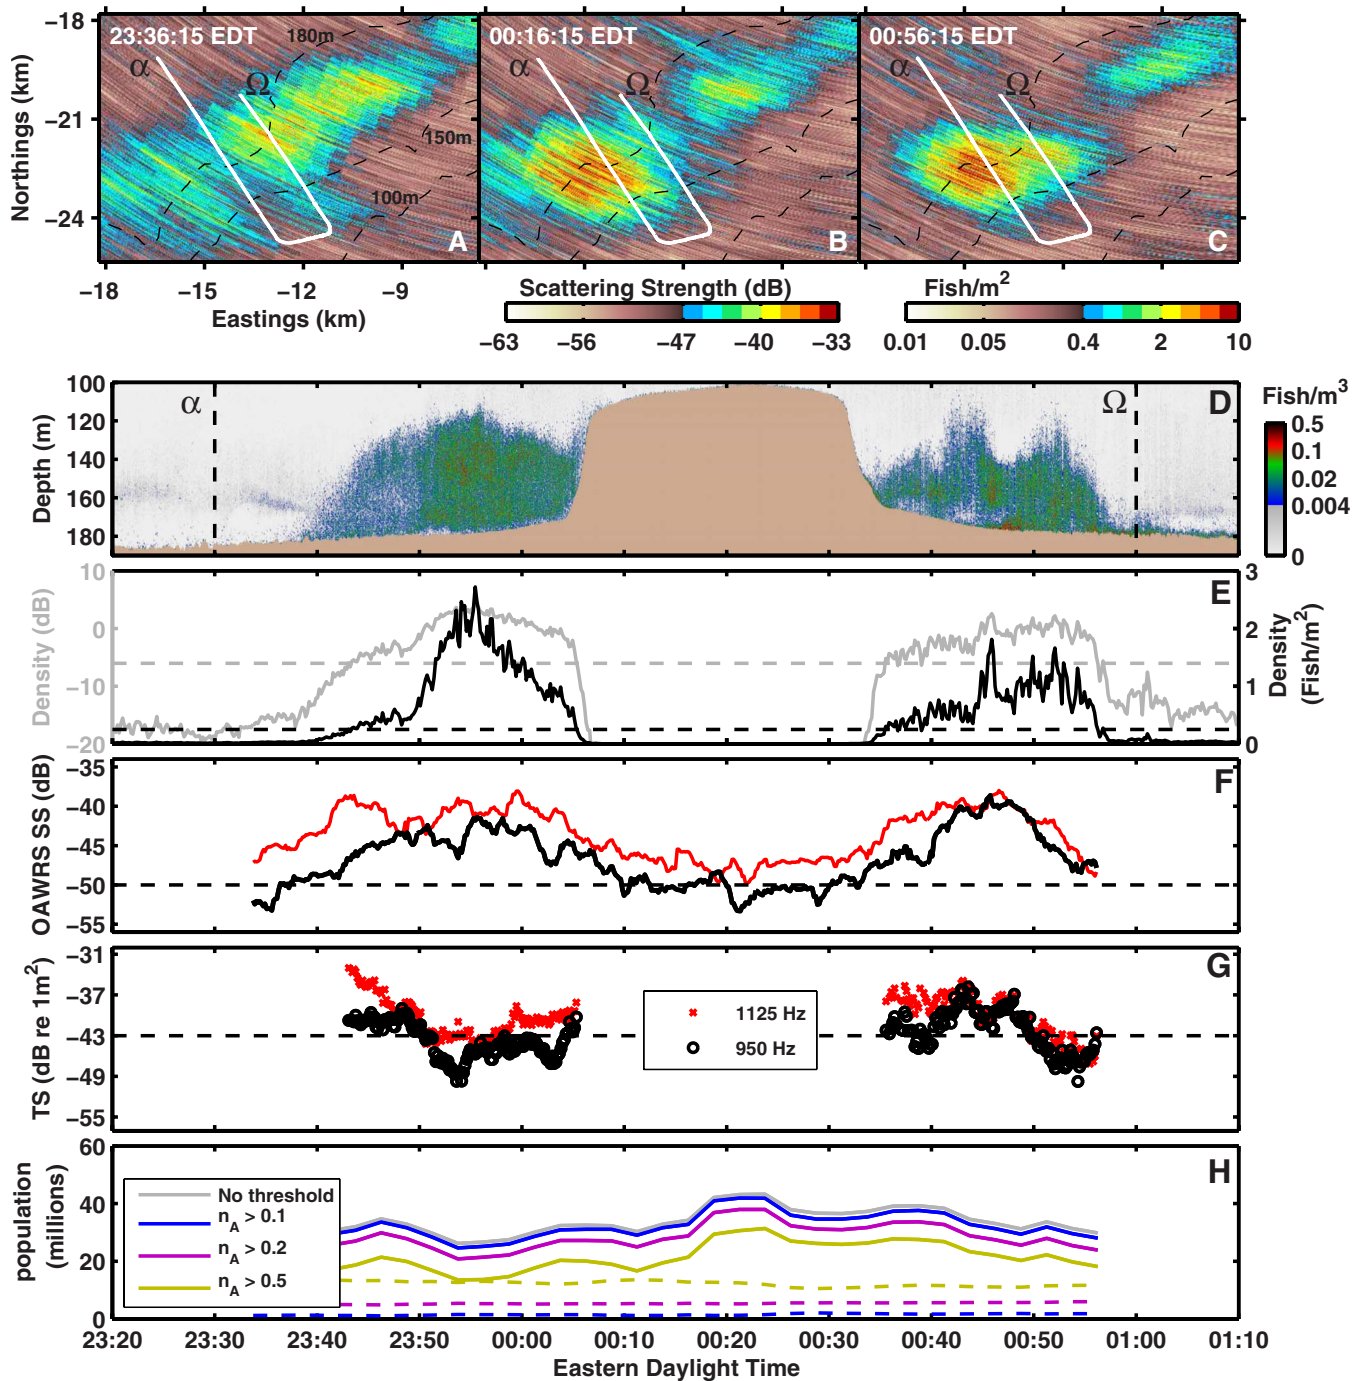 23:36:15 EDT
00:16:15 EDT
00:56:15 EDT
α Ω
α Ω
α Ω
180m
150m
100m
A
B
C
−18
−21
−24
Northings (km)
−18 −15 −12 −9
Eastings (km)
Scattering Strength (dB)
−63 −56 −47 −40 −33
Fish/m2
0.01 0.05 0.4 2 10
100
120
140
160
180
Depth (m)
α
Ω
D
Fish/m3
0.5
0.1
0.02
0.004
0
10
0
−10
−20
Density (dB)
E
3
2
1
0
Density
(Fish/m2)
−35
−40
−45
−50
−55
OAWRS SS (dB)
F
−31
−37
−43
−49
−55
TS (dB re 1m2)
G
1125 Hz
950 Hz
60
40
20
0
population
(millions)
H
No threshold
nA > 0.1
nA > 0.2
nA > 0.5
23:20 23:30 23:40 23:50 00:00 00:10 00:20 00:30 00:40 00:50 01:00 01:10
Eastern Daylight Time